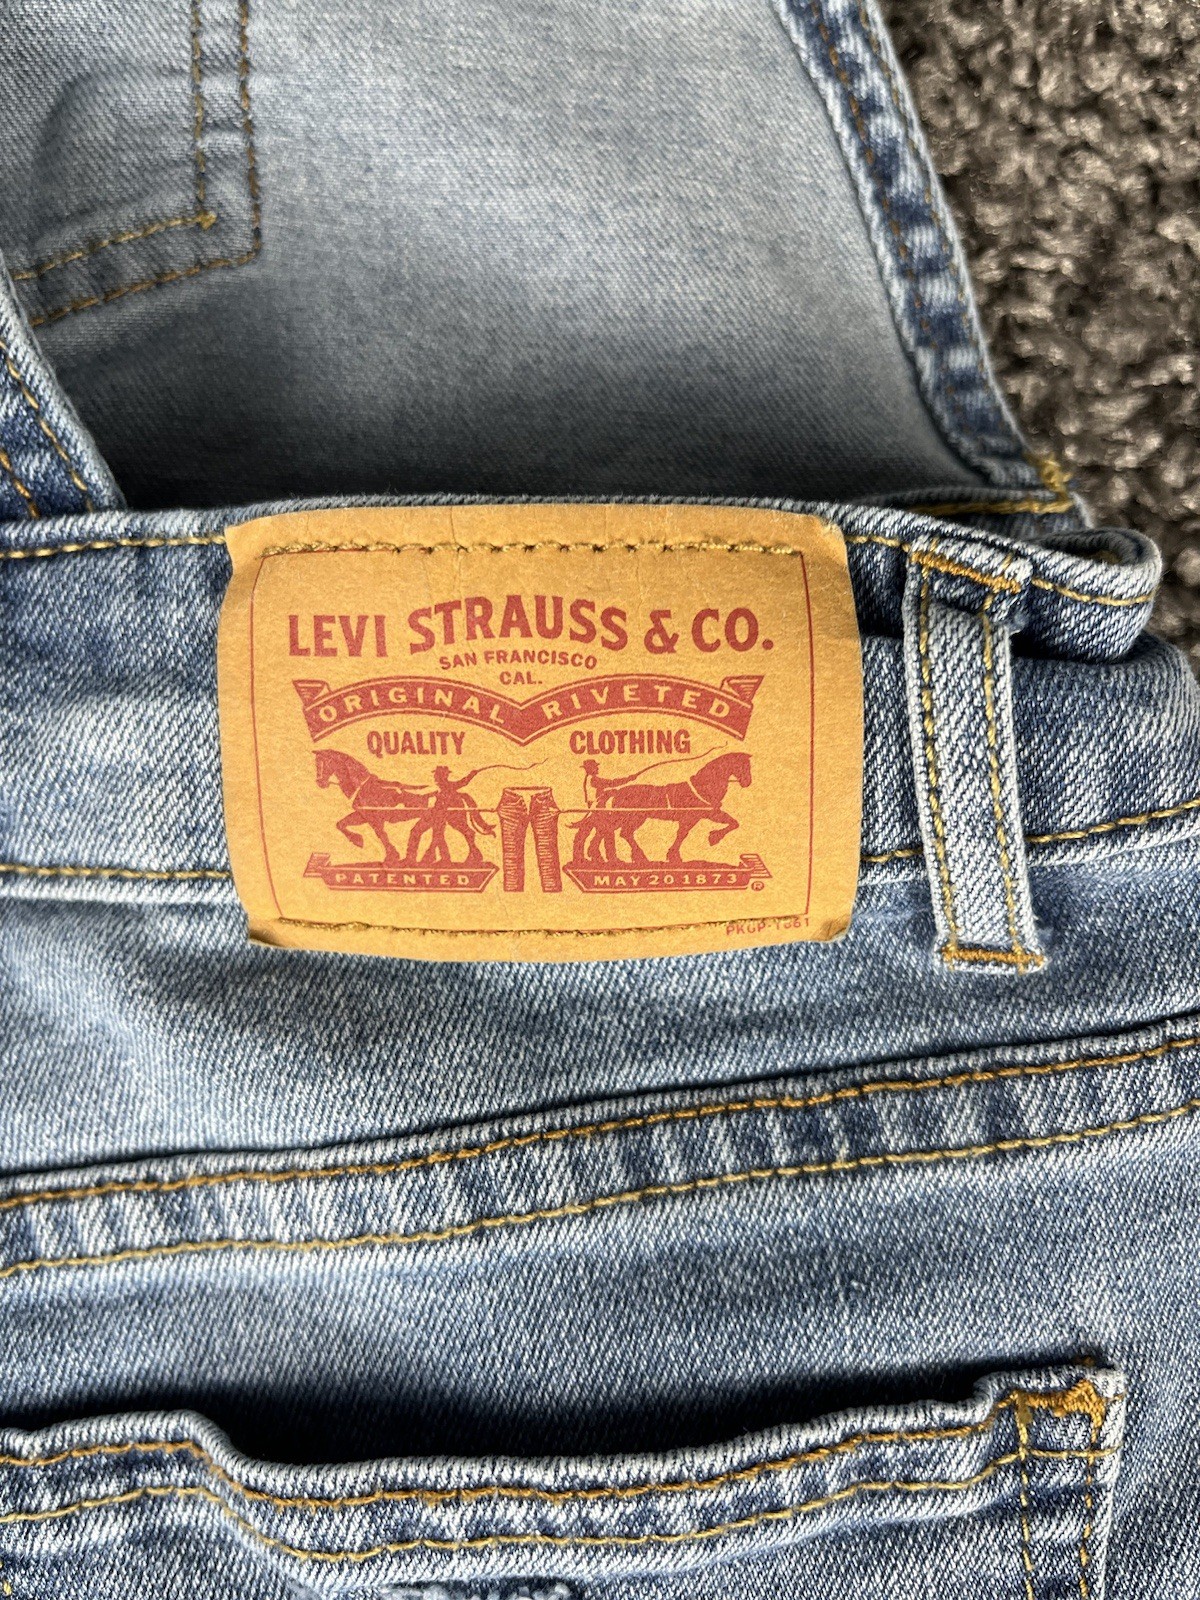 LEVI STRAUSS & CO.
SAN FRANCISCO
CAL.
ORIGINAL RIVETED
QUALITY CLOTHING
PATENTED MAY 20 1873 ®